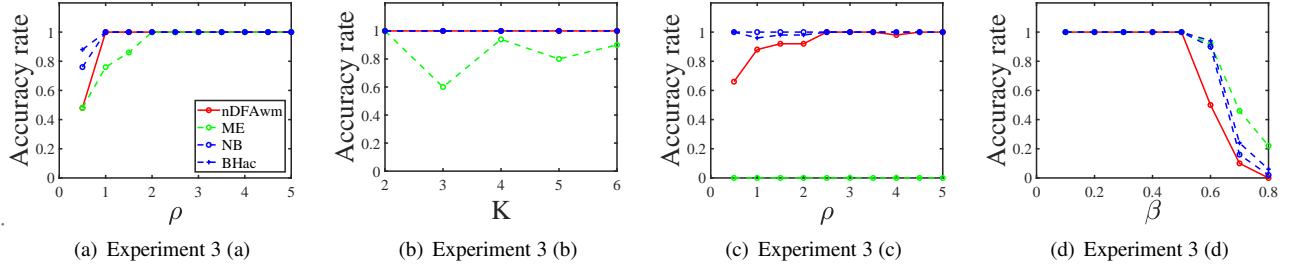 Accuracy rate
1
0.8
0.6
0.4
0.2
0
nDFAwm
ME
NB
BHac
0 1 2 3 4 5
ρ
(a) Experiment 3 (a)
Accuracy rate
1
0.8
0.6
0.4
0.2
0
2 3 4 5 6
K
(b) Experiment 3 (b)
Accuracy rate
1
0.8
0.6
0.4
0.2
0
0 1 2 3 4 5
ρ
(c) Experiment 3 (c)
Accuracy rate
1
0.8
0.6
0.4
0.2
0
0 0.2 0.4 0.6 0.8
β
(d) Experiment 3 (d)